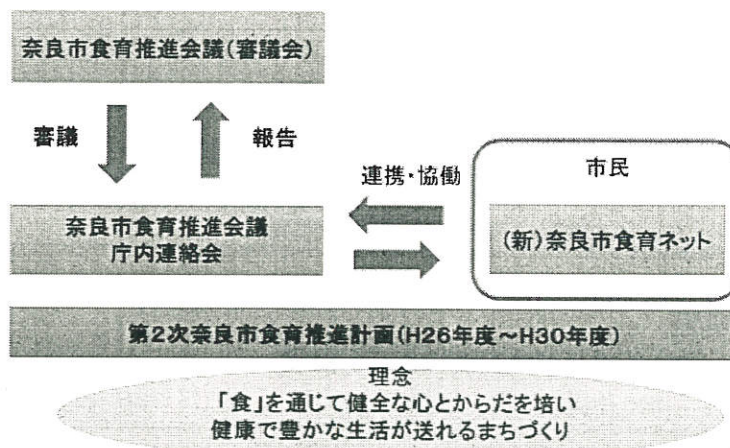 奈良市食育推進会議(審議会)
審議
報告
連携・協働
市民
奈良市食育推進会議
庁内連絡会
(新)奈良市食育ネット
第2次奈良市食育推進計画(H26年度～H30年度)
理念
「食」を通じて健全な心とからだを培い
健康で豊かな生活が送れるまちづくり